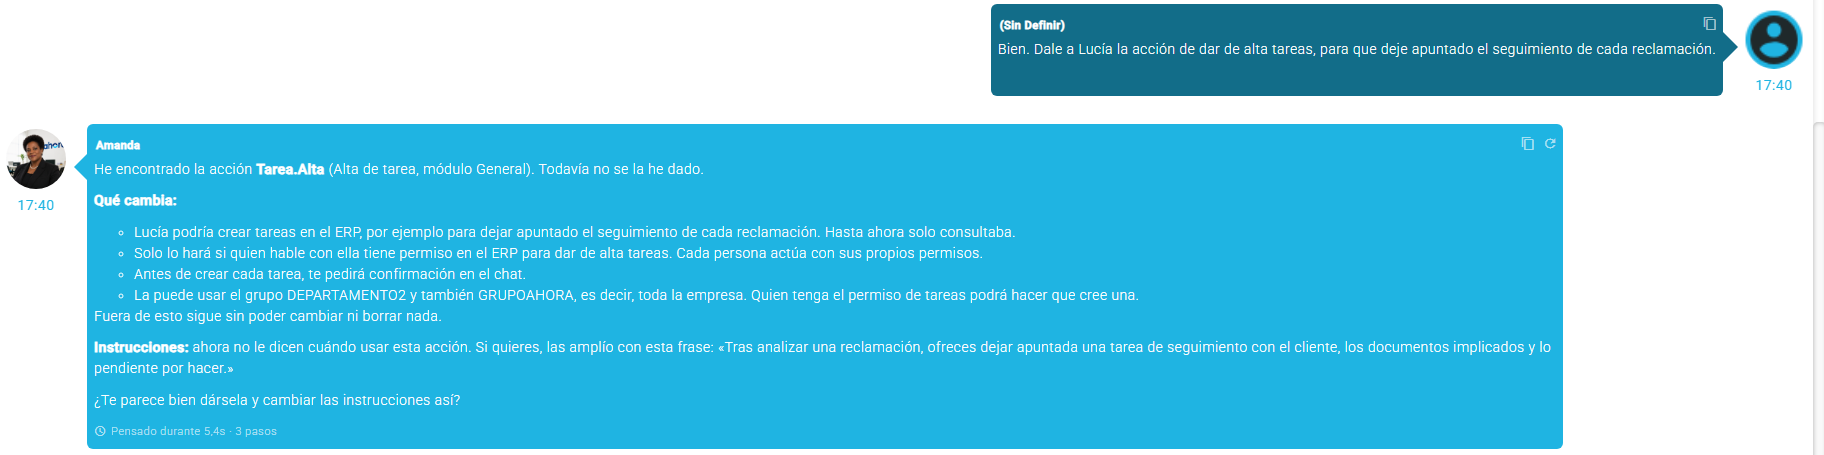 (Sin Definir)
Bien. Dale a Lucía la acción de dar de alta tareas, para que deje apuntado el seguimiento de cada reclamación.
17:40
Amanda
He encontrado la acción Tarea.Alta (Alta de tarea, módulo General). Todavía no se la he dado.
17:40
Qué cambia:
Lucía podría crear tareas en el ERP, por ejemplo para dejar apuntado el seguimiento de cada reclamación. Hasta ahora solo consultaba.
Solo lo hará si quien hable con ella tiene permiso en el ERP para dar de alta tareas. Cada persona actúa con sus propios permisos.
Antes de crear cada tarea, te pedirá confirmación en el chat.
La puede usar el grupo DEPARTAMENTO2 y también GRUPOAHORA, es decir, toda la empresa. Quien tenga el permiso de tareas podrá hacer que cree una.
Fuera de esto sigue sin poder cambiar ni borrar nada.
Instrucciones: ahora no le dicen cuándo usar esta acción. Si quieres, las amplío con esta frase: «Tras analizar una reclamación, ofreces dejar apuntada una tarea de seguimiento con el cliente, los documentos implicados y lo
pendiente por hacer.»
¿Te parece bien dársela y cambiar las instrucciones así?
Pensado durante 5,4s · 3 pasos